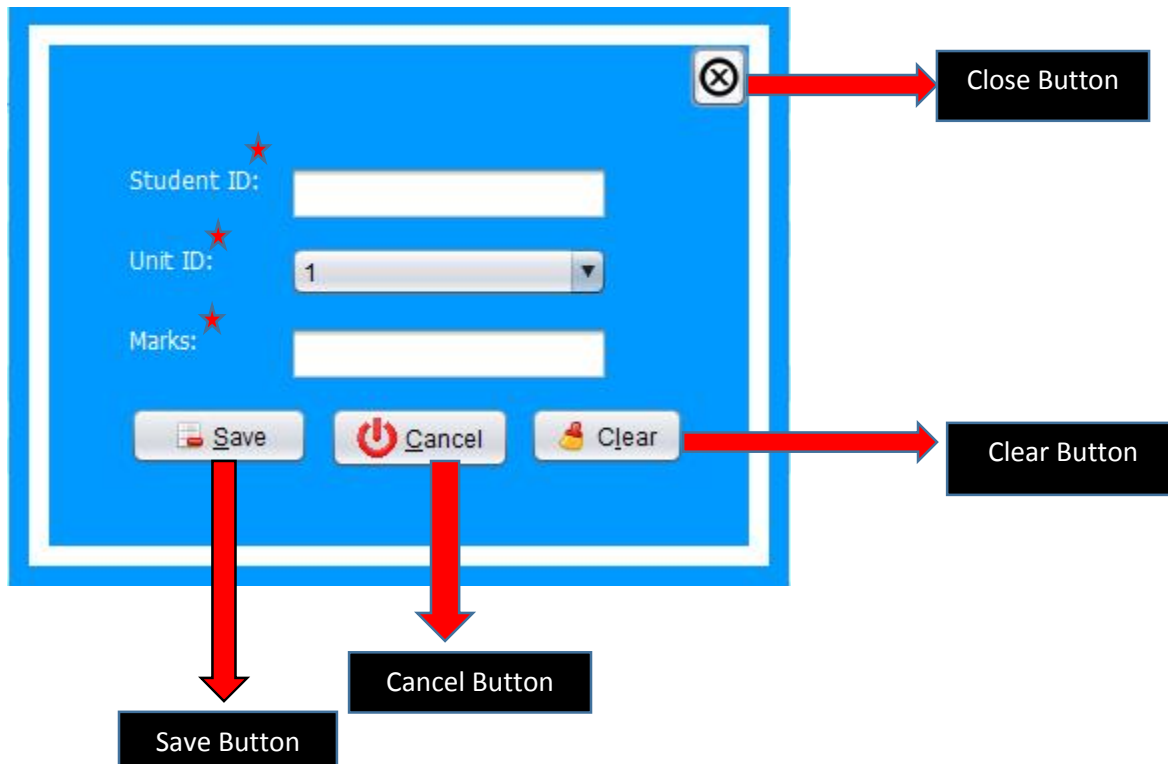 Close Button
Student ID:
Unit ID:
1
Marks:
Save
Cancel
Clear
Clear Button
Cancel Button
Save Button